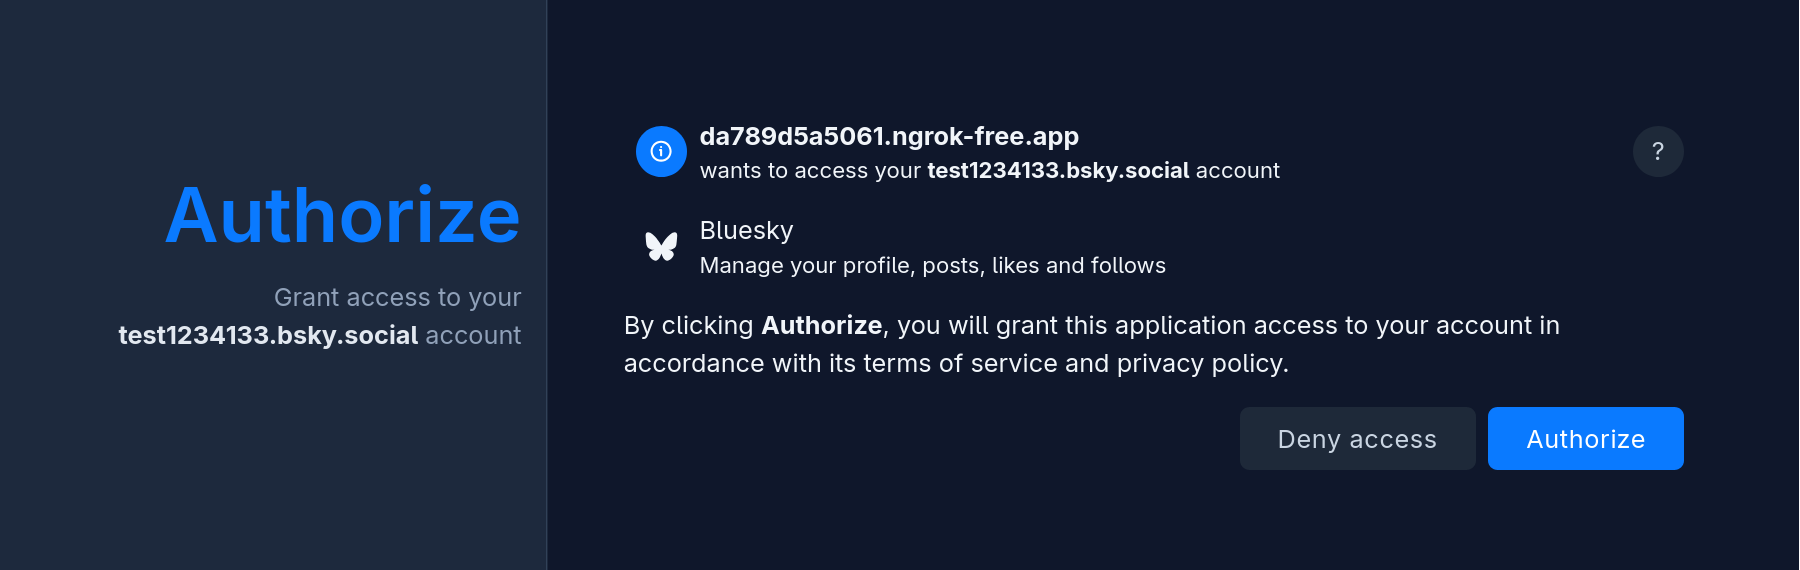 Authorize
Grant access to your
test1234133.bsky.social account
da789d5a5061.ngrok-free.app
wants to access your test1234133.bsky.social account
?
Bluesky
Manage your profile, posts, likes and follows
By clicking Authorize, you will grant this application access to your account in
accordance with its terms of service and privacy policy.
Deny access
Authorize